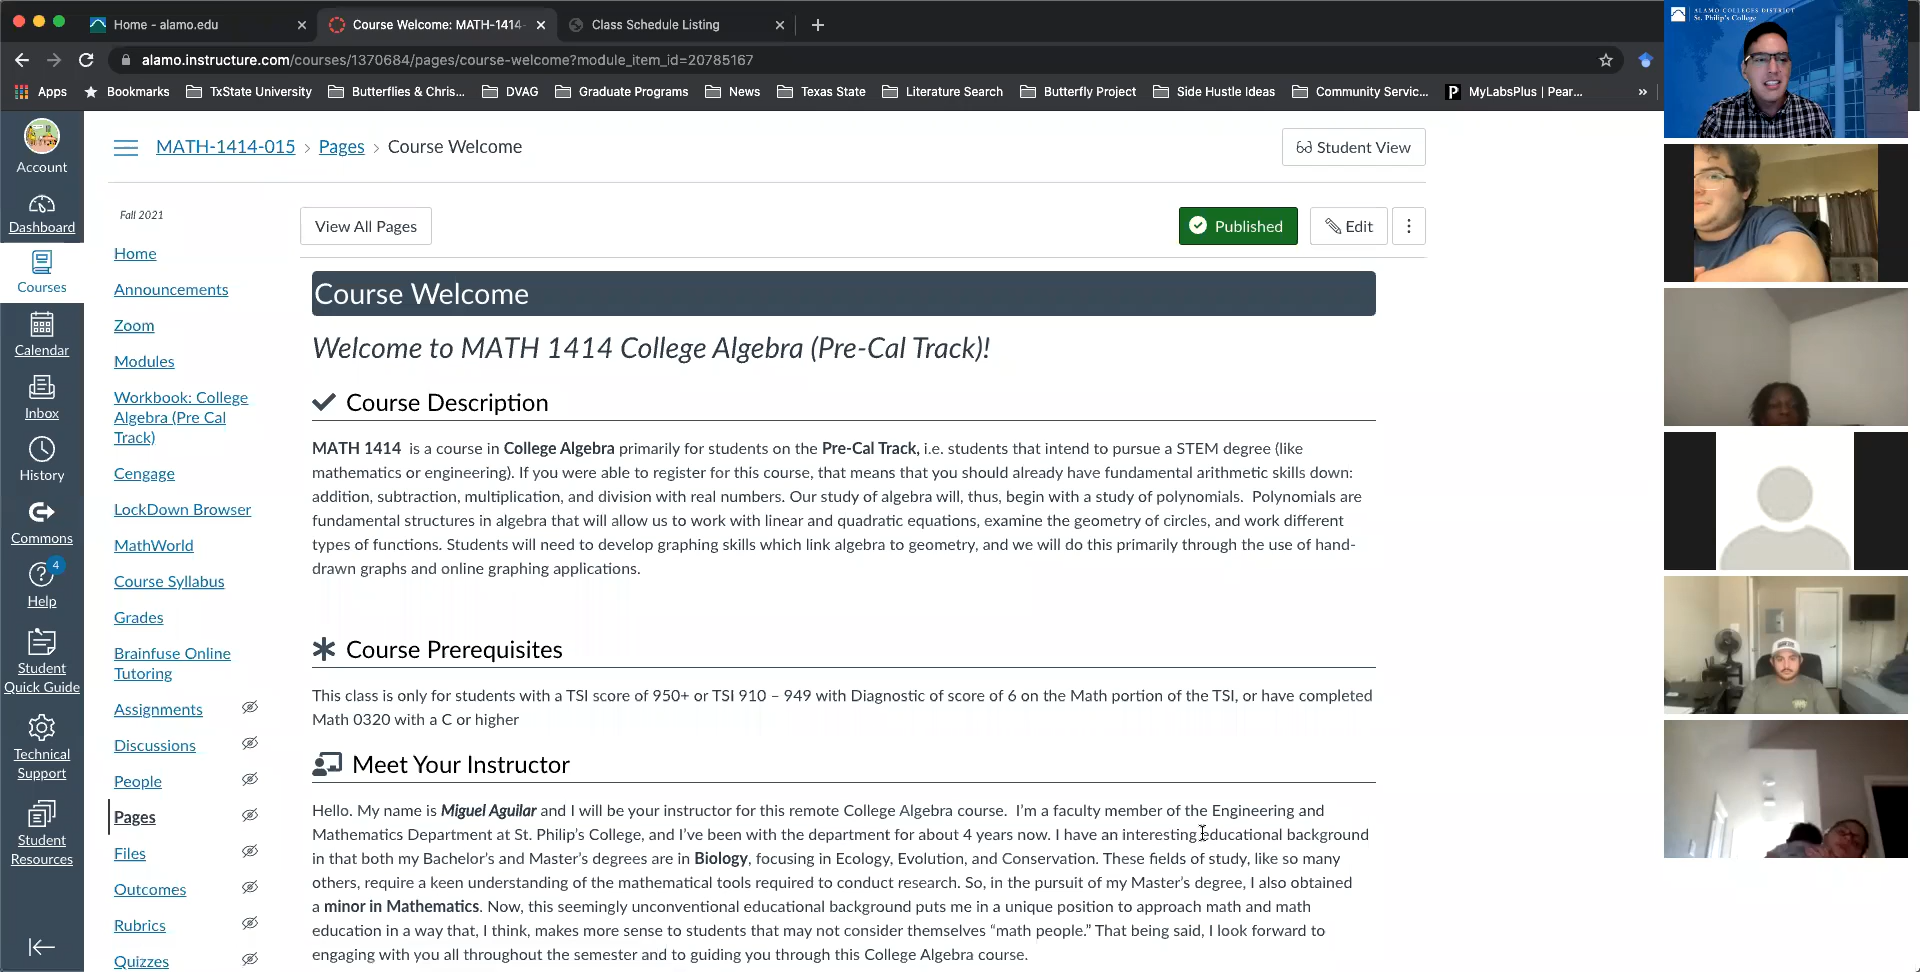 Home - alamo.edu
Course Welcome: MATH-1414-
Class Schedule Listing
alamo.instructure.com/courses/1370684/pages/course-welcome?module_item_id=20785167
Apps
Bookmarks
TxState University
Butterflies & Chris...
DVAG
Graduate Programs
News
Texas State
Literature Search
Butterfly Project
Side Hustle Ideas
Community Servic...
MyLabsPlus | Pear...
»
ALAMO COLLEGES DISTRICT
St. Philip's College
Account
Dashboard
Courses
Calendar
Inbox
History
Commons
4
Help
Student
Quick Guide
Technical
Support
Student
Resources
MATH-1414-015 › Pages › Course Welcome
Student View
Fall 2021
Home
Announcements
Zoom
Modules
Workbook: College
Algebra (Pre Cal
Track)
Cengage
LockDown Browser
MathWorld
Course Syllabus
Grades
Brainfuse Online
Tutoring
Assignments
Discussions
People
Pages
Files
Outcomes
Rubrics
Quizzes
View All Pages
Published
Edit
Course Welcome
Welcome to MATH 1414 College Algebra (Pre-Cal Track)!
Course Description
MATH 1414 is a course in College Algebra primarily for students on the Pre-Cal Track, i.e. students that intend to pursue a STEM degree (like
mathematics or engineering). If you were able to register for this course, that means that you should already have fundamental arithmetic skills down:
addition, subtraction, multiplication, and division with real numbers. Our study of algebra will, thus, begin with a study of polynomials. Polynomials are
fundamental structures in algebra that will allow us to work with linear and quadratic equations, examine the geometry of circles, and work different
types of functions. Students will need to develop graphing skills which link algebra to geometry, and we will do this primarily through the use of hand-
drawn graphs and online graphing applications.
Course Prerequisites
This class is only for students with a TSI score of 950+ or TSI 910 – 949 with Diagnostic of score of 6 on the Math portion of the TSI, or have completed
Math 0320 with a C or higher
Meet Your Instructor
Hello. My name is Miguel Aguilar and I will be your instructor for this remote College Algebra course. I'm a faculty member of the Engineering and
Mathematics Department at St. Philip's College, and I've been with the department for about 4 years now. I have an interesting educational background
in that both my Bachelor's and Master's degrees are in Biology, focusing in Ecology, Evolution, and Conservation. These fields of study, like so many
others, require a keen understanding of the mathematical tools required to conduct research. So, in the pursuit of my Master's degree, I also obtained
a minor in Mathematics. Now, this seemingly unconventional educational background puts me in a unique position to approach math and math
education in a way that, I think, makes more sense to students that may not consider themselves "math people." That being said, I look forward to
engaging with you all throughout the semester and to guiding you through this College Algebra course.